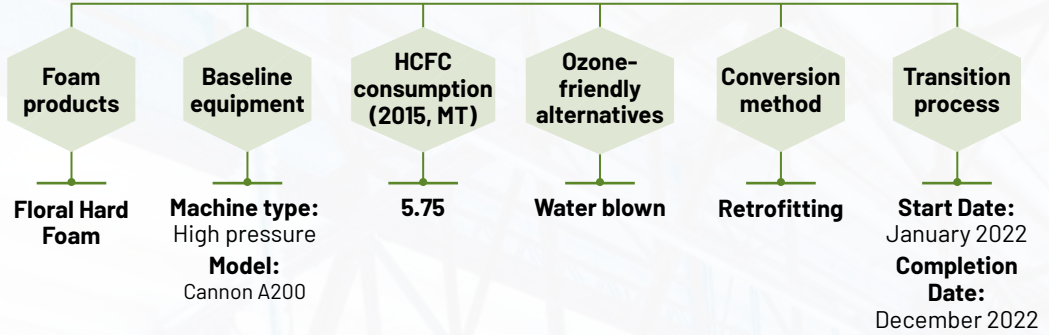 Foam
products
Baseline
equipment
HCFC
consumption
(2015, MT)
Ozone-
friendly
alternatives
Conversion
method
Transition
process
Floral Hard
Foam
Machine type:
High pressure
Model:
Cannon A200
5.75
Water blown
Retrofitting
Start Date:
January 2022
Completion
Date:
December 2022